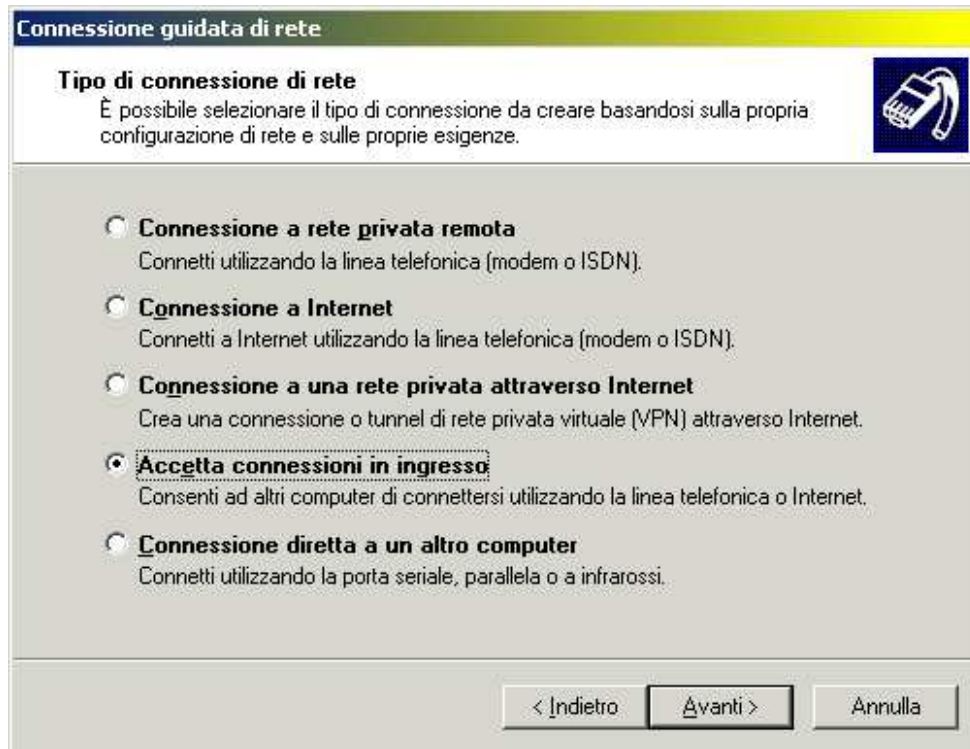 Connessione guidata di rete
Tipo di connessione di rete
È possibile selezionare il tipo di connessione da creare basandosi sulla propria
configurazione di rete e sulle proprie esigenze.
Connessione a rete privata remota
Connetti utilizzando la linea telefonica (modem o ISDN).
Connessione a Internet
Connetti a Internet utilizzando la linea telefonica (modem o ISDN).
Connessione a una rete privata attraverso Internet
Crea una connessione o tunnel di rete privata virtuale (VPN) attraverso Internet.
Accetta connessioni in ingresso
Consenti ad altri computer di connettersi utilizzando la linea telefonica o Internet.
Connessione diretta a un altro computer
Connetti utilizzando la porta seriale, parallela o a infrarossi.
< Indietro Avanti > Annulla